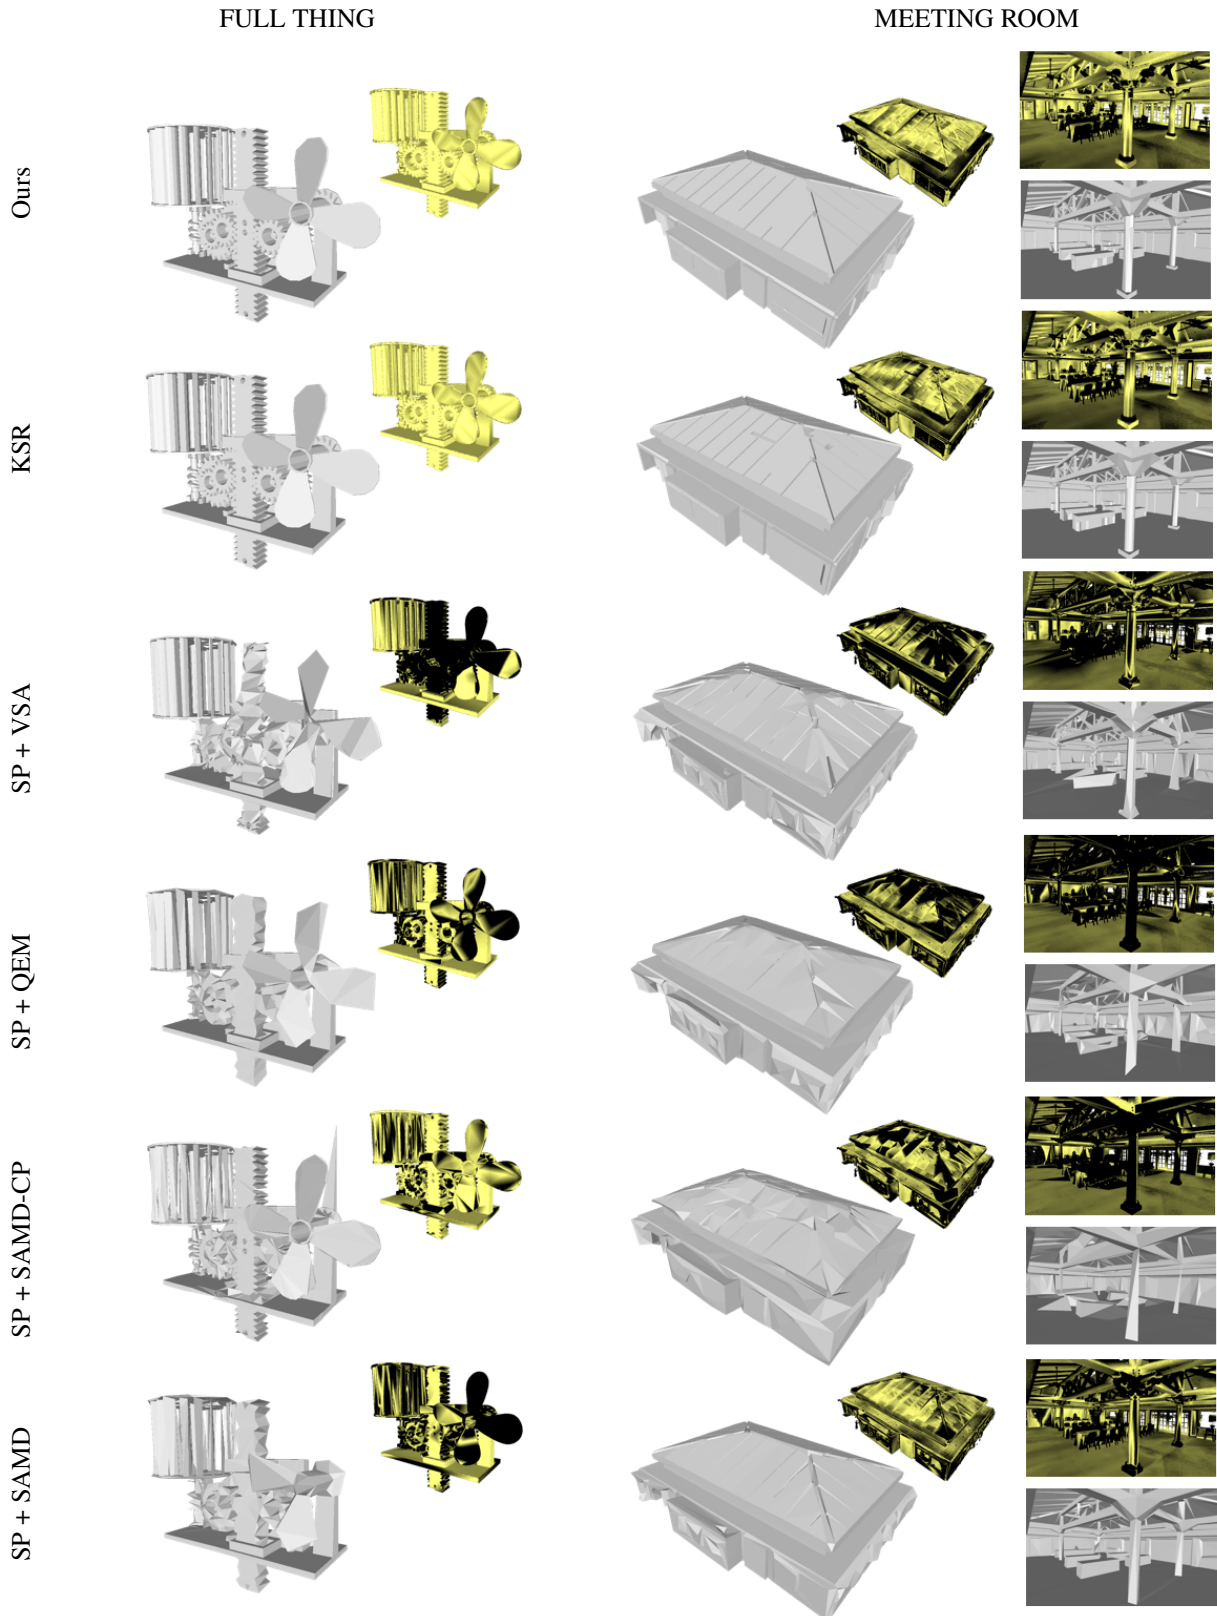 FULL THING
MEETING ROOM
Ours
KSR
SP + VSA
SP + QEM
SP + SAMD-CP
SP + SAMD